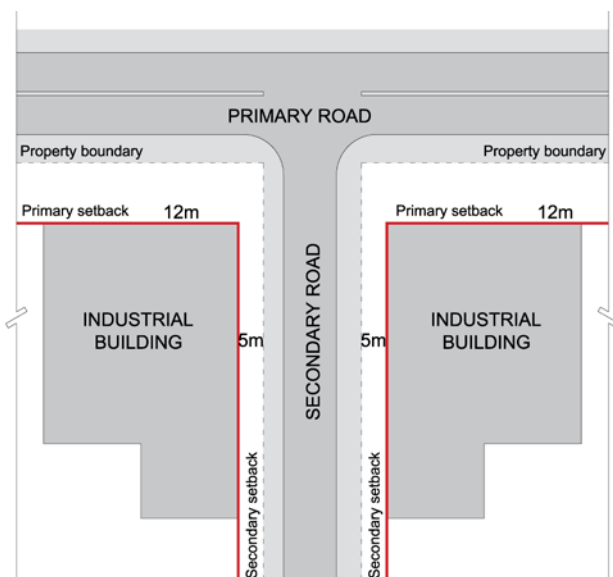 PRIMARY ROAD
Property boundary
Property boundary
Primary setback 12m
Primary setback 12m
INDUSTRIAL
BUILDING
5m
SECONDARY ROAD
5m
INDUSTRIAL
BUILDING
Secondary setback
Secondary setback